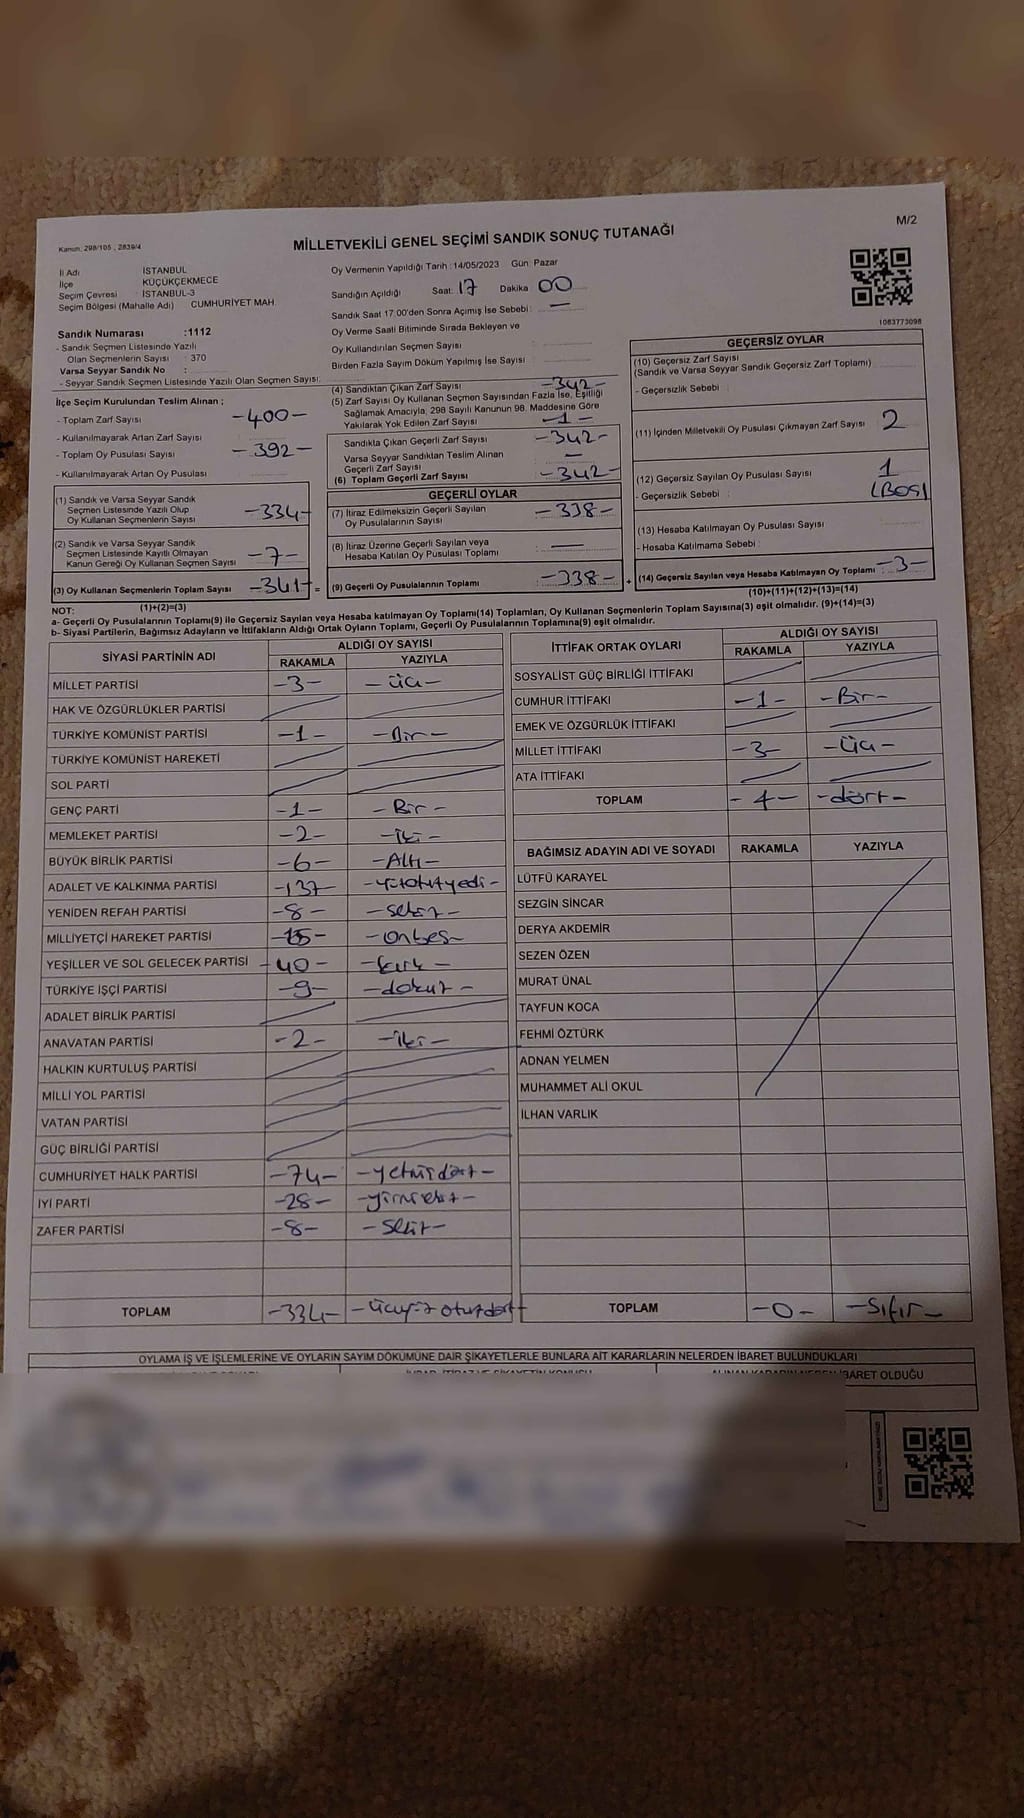 M/2
Kanun: 298/105 , 2839/4
MİLLETVEKİLİ GENEL SEÇİMİ SANDIK SONUÇ TUTANAĞI
İl Adı İSTANBUL
İlçe KÜÇÜKÇEKMECE
Seçim Çevresi İSTANBUL-3
Seçim Bölgesi (Mahalle Adı) CUMHURİYET MAH.
Oy Vermenin Yapıldığı Tarih : 14/05/2023 Gün: Pazar
Sandığın Açıldığı Saat: 17 Dakika 00
Sandık Saat 17.00'den Sonra Açımış İse Sebebi : —
Oy Verme Saati Bitiminde Sırada Bekleyen ve
Oy Kullandırılan Seçmen Sayısı :
Birden Fazla Sayım Döküm Yapılmış İse Sayısı :
1083773098
Sandık Numarası :1112
- Sandık Seçmen Listesinde Yazılı
Olan Seçmenlerin Sayısı : 370
Varsa Seyyar Sandık No :
- Seyyar Sandık Seçmen Listesinde Yazılı Olan Seçmen Sayısı:
İlçe Seçim Kurulundan Teslim Alınan ;
- Toplam Zarf Sayısı -400-
- Kullanılmayarak Artan Zarf Sayısı
- Toplam Oy Pusulası Sayısı -392-
- Kullanılmayarak Artan Oy Pusulası
(4) Sandıktan Çıkan Zarf Sayısı -342-
(5) Zarf Sayısı Oy Kullanan Seçmen Sayısından Fazla İse, Eşitliği
Sağlamak Amacıyla, 298 Sayılı Kanunun 98. Maddesine Göre
Yakılarak Yok Edilen Zarf Sayısı -1-
Sandıkta Çıkan Geçerli Zarf Sayısı -342-
Varsa Seyyar Sandıktan Teslim Alınan
Geçerli Zarf Sayısı —
(6) Toplam Geçerli Zarf Sayısı -342-
GEÇERSİZ OYLAR
(10) Geçersiz Zarf Sayısı
(Sandık ve Varsa Seyyar Sandık Geçersiz Zarf Toplamı)
- Geçersizlik Sebebi :
(11) İçinden Milletvekili Oy Pusulası Çıkmayan Zarf Sayısı 2
(12) Geçersiz Sayılan Oy Pusulası Sayısı 1
- Geçersizlik Sebebi : (BOŞ)
(13) Hesaba Katılmayan Oy Pusulası Sayısı
- Hesaba Katılmama Sebebi :
(14) Geçersiz Sayılan veya Hesaba Katılmayan Oy Toplamı -3-
(10)+(11)+(12)+(13)=(14)
(1) Sandık ve Varsa Seyyar Sandık
Seçmen Listesinde Yazılı Olup
Oy Kullanan Seçmenlerin Sayısı -334-
(2) Sandık ve Varsa Seyyar Sandık
Seçmen Listesinde Kayıtlı Olmayan
Kanun Gereği Oy Kullanan Seçmen Sayısı -7-
(3) Oy Kullanan Seçmenlerin Toplam Sayısı -341- =
(1)+(2)=(3)
GEÇERLİ OYLAR
(7) İtiraz Edilmeksizin Geçerli Sayılan
Oy Pusulalarının Sayısı -338-
(8) İtiraz Üzerine Geçerli Sayılan veya
Hesaba Katılan Oy Pusulası Toplamı —
(9) Geçerli Oy Pusulalarının Toplamı -338- +
NOT:
a- Geçerli Oy Pusulalarının Toplamı(9) ile Geçersiz Sayılan veya Hesaba katılmayan Oy Toplamı(14) Toplamları, Oy Kullanan Seçmenlerin Toplam Sayısına(3) eşit olmalıdır. (9)+(14)=(3)
b- Siyasi Partilerin, Bağımsız Adayların ve İttifakların Aldığı Ortak Oyların Toplamı, Geçerli Oy Pusulalarının Toplamına(9) eşit olmalıdır.
SİYASİ PARTİNİN ADI ALDIĞI OY SAYISI
RAKAMLA YAZIYLA
MİLLET PARTİSİ -3- -üç-
HAK VE ÖZGÜRLÜKLER PARTİSİ
TÜRKİYE KOMÜNİST PARTİSİ -1- -Bir-
TÜRKİYE KOMÜNİST HAREKETİ
SOL PARTİ
GENÇ PARTİ -1- -Bir-
MEMLEKET PARTİSİ -2- -iki-
BÜYÜK BİRLİK PARTİSİ -6- -Altı-
ADALET VE KALKINMA PARTİSİ -137-
YENİDEN REFAH PARTİSİ -8- -sekiz-
MİLLİYETÇİ HAREKET PARTİSİ -15- -onbeş-
YEŞİLLER VE SOL GELECEK PARTİSİ -40- -kırk-
TÜRKİYE İŞÇİ PARTİSİ -9- -dokuz-
ADALET BİRLİK PARTİSİ
ANAVATAN PARTİSİ -2- -iki-
HALKIN KURTULUŞ PARTİSİ
MİLLİ YOL PARTİSİ
VATAN PARTİSİ
GÜÇ BİRLİĞİ PARTİSİ
CUMHURİYET HALK PARTİSİ -74- -yetmişdört-
İYİ PARTİ -28- -yirmisekiz-
ZAFER PARTİSİ -8- -sekiz-
TOPLAM -334- -üçyüz otuzdört-
İTTİFAK ORTAK OYLARI ALDIĞI OY SAYISI
RAKAMLA YAZIYLA
SOSYALİST GÜÇ BİRLİĞİ İTTİFAKI
CUMHUR İTTİFAKI -1- -Bir-
EMEK VE ÖZGÜRLÜK İTTİFAKI
MİLLET İTTİFAKI -3- -üç-
ATA İTTİFAKI
TOPLAM -4- -dört-
BAĞIMSIZ ADAYIN ADI VE SOYADI RAKAMLA YAZIYLA
LÜTFÜ KARAYEL
SEZGİN SİNCAR
DERYA AKDEMİR
SEZEN ÖZEN
MURAT ÜNAL
TAYFUN KOCA
FEHMİ ÖZTÜRK
ADNAN YELMEN
MUHAMMET ALİ OKUL
İLHAN VARLIK
TOPLAM -0- -Sıfır-
OYLAMA İŞ VE İŞLEMLERİNE VE OYLARIN SAYIM DÖKÜMÜNE DAİR ŞİKAYETLERLE BUNLARA AİT KARARLARIN NELERDEN İBARET BULUNDUKLARI
İBARET OLDUĞU